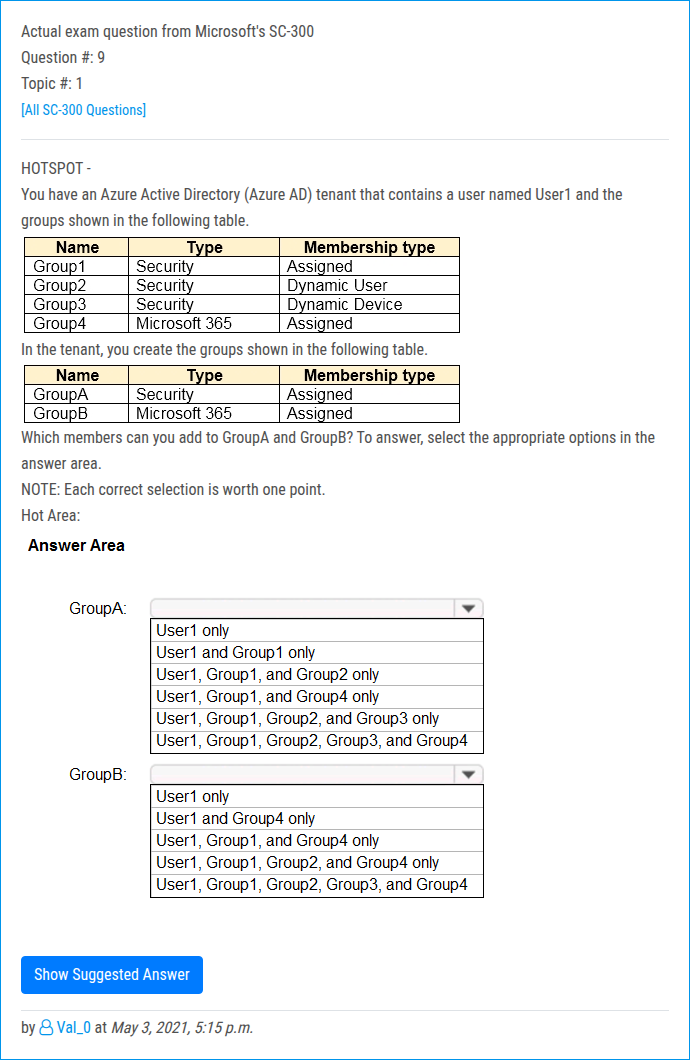 Actual exam question from Microsoft's SC-300
Question #: 9
Topic #: 1
[All SC-300 Questions]
HOTSPOT -
You have an Azure Active Directory (Azure AD) tenant that contains a user named User1 and the
groups shown in the following table.
Name Type Membership type
Group1 Security Assigned
Group2 Security Dynamic User
Group3 Security Dynamic Device
Group4 Microsoft 365 Assigned
In the tenant, you create the groups shown in the following table.
Name Type Membership type
GroupA Security Assigned
GroupB Microsoft 365 Assigned
Which members can you add to GroupA and GroupB? To answer, select the appropriate options in the
answer area.
NOTE: Each correct selection is worth one point.
Hot Area:
Answer Area
GroupA:
User1 only
User1 and Group1 only
User1, Group1, and Group2 only
User1, Group1, and Group4 only
User1, Group1, Group2, and Group3 only
User1, Group1, Group2, Group3, and Group4
GroupB:
User1 only
User1 and Group4 only
User1, Group1, and Group4 only
User1, Group1, Group2, and Group4 only
User1, Group1, Group2, Group3, and Group4
Show Suggested Answer
by Val_0 at May 3, 2021, 5:15 p.m.